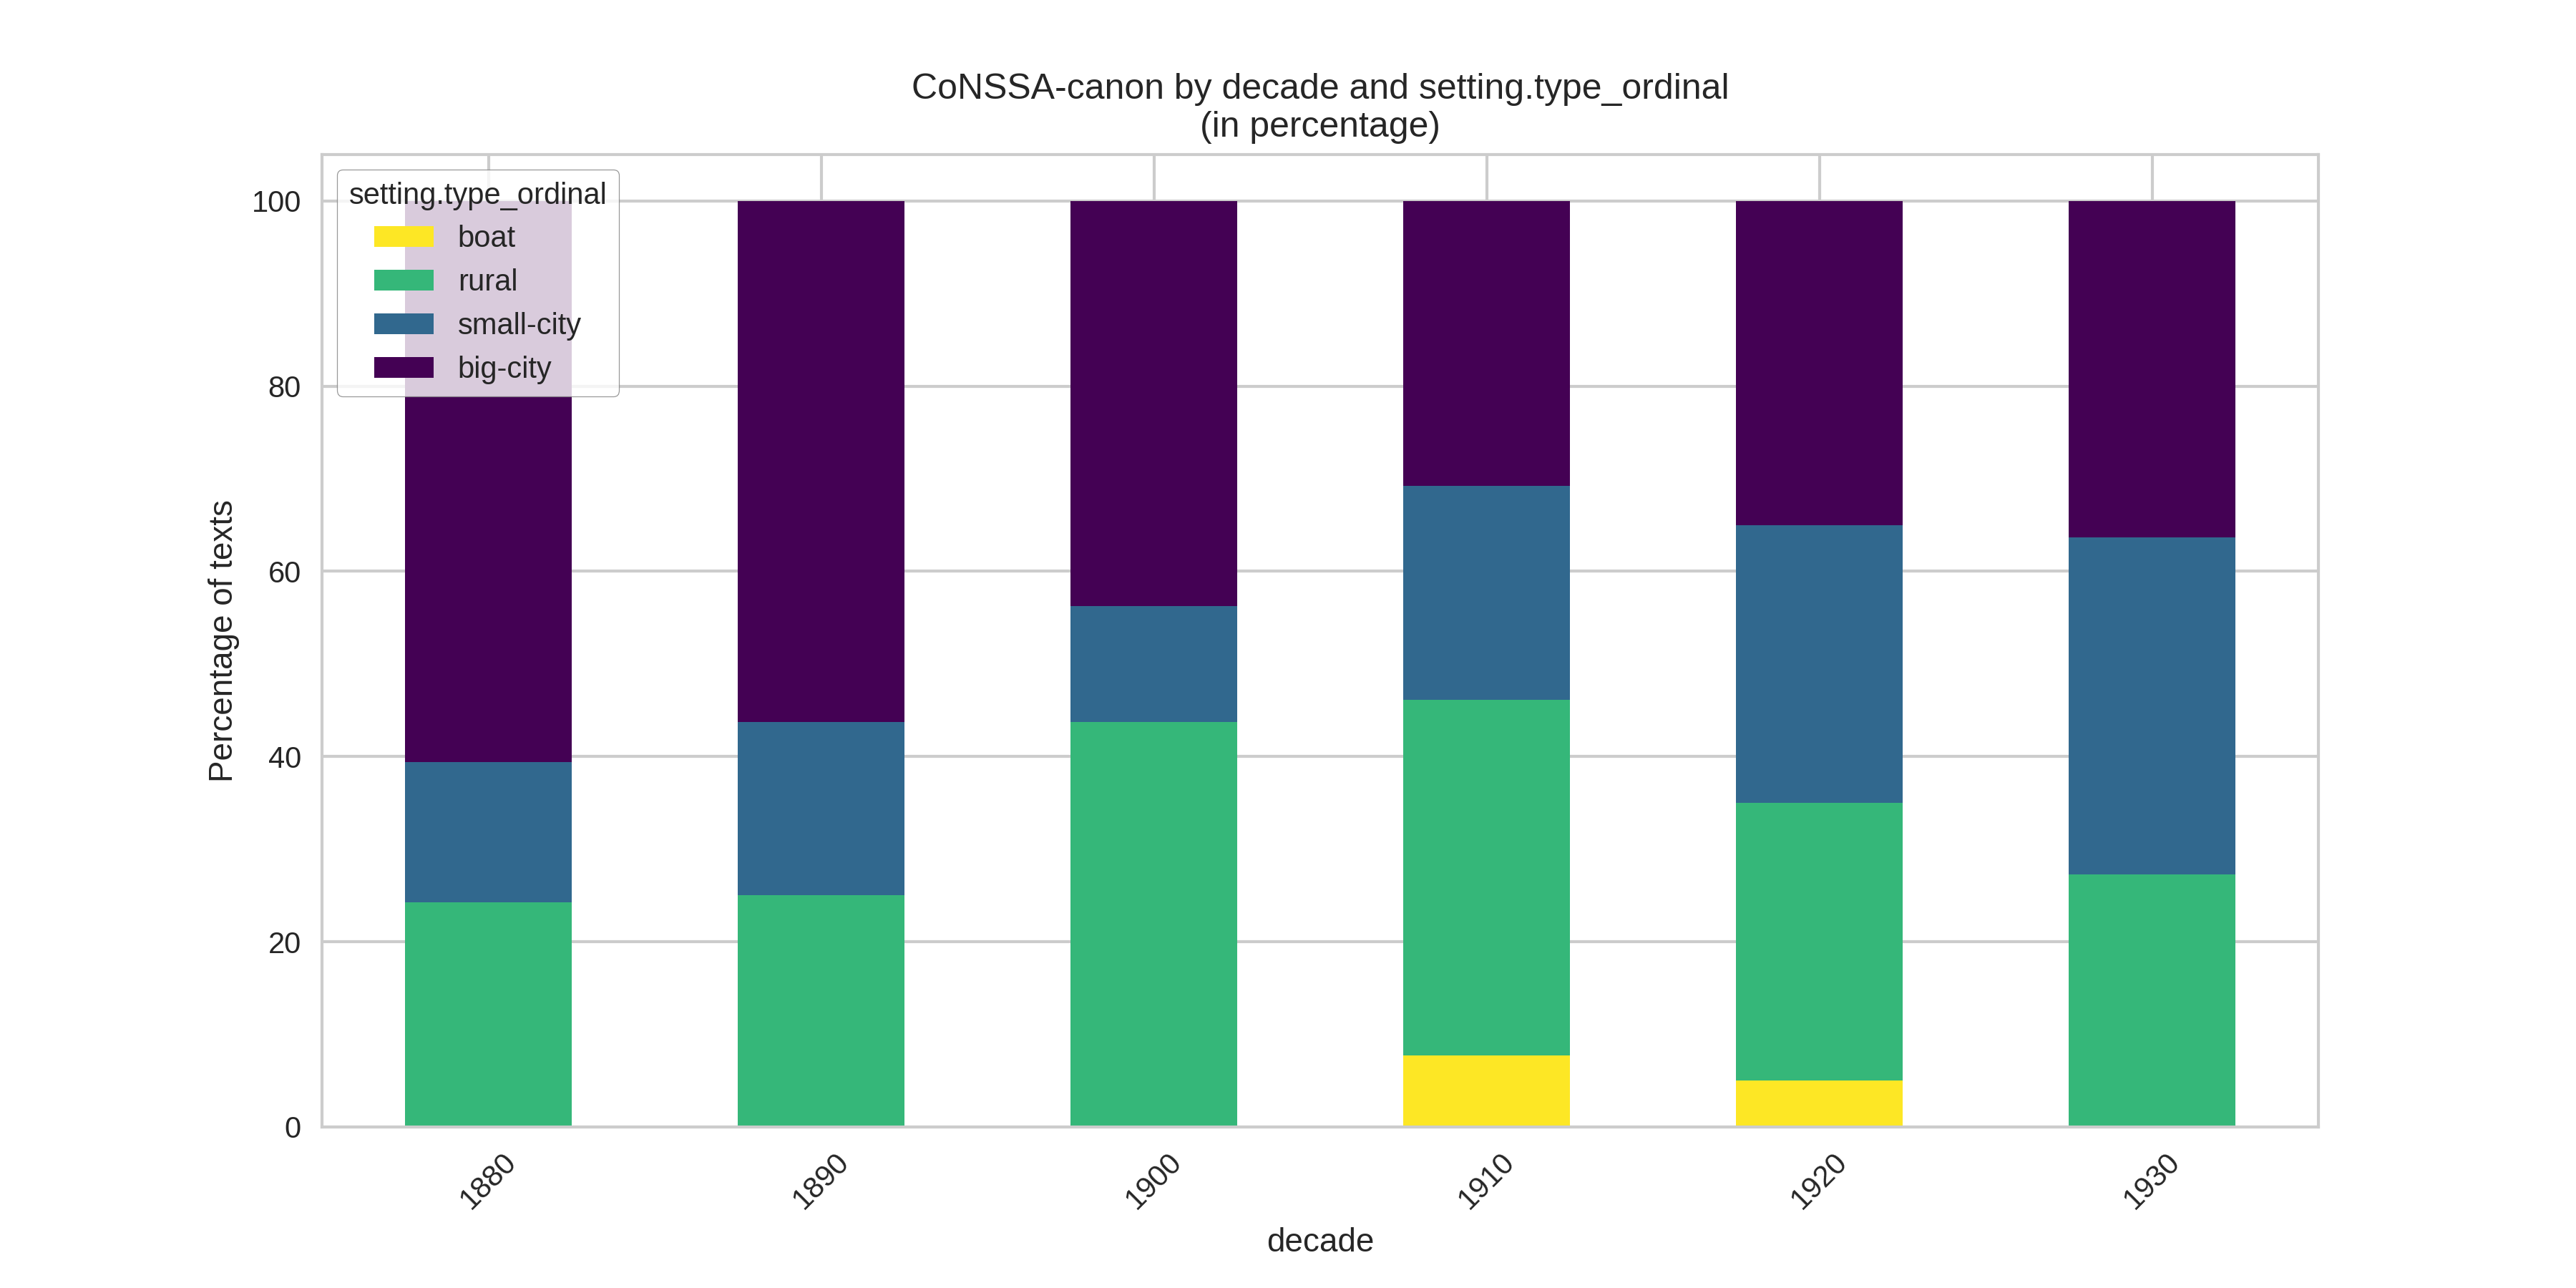 CoNSSA-canon by decade and setting.type_ordinal
(in percentage)
setting.type_ordinal
boat
rural
small-city
big-city
Percentage of texts
100
80
60
40
20
0
1880
1890
1900
1910
1920
1930
decade